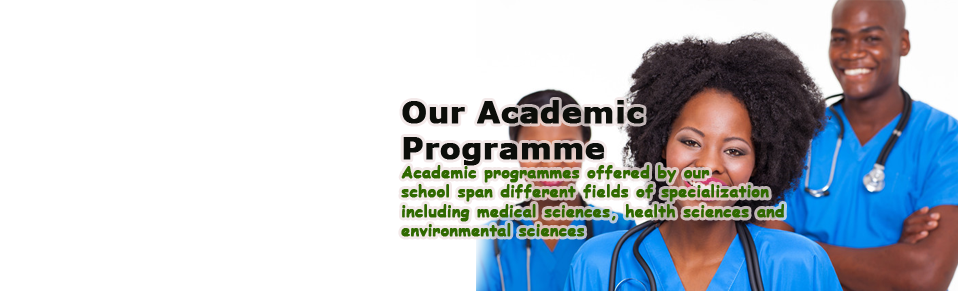 Our Academic
Programme
Academic programmes offered by our
school span different fields of specialization
including medical sciences, health sciences and
environmental sciences